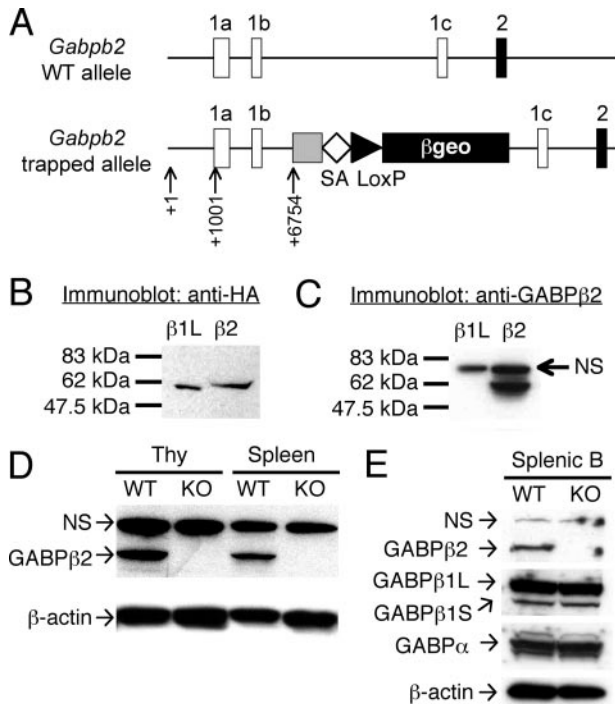 A
Gabpb2
WT allele
1a 1b 1c 2
Gabpb2
trapped allele
1a 1b βgeo 1c 2
SA LoxP
+1
+1001
+6754
B
Immunoblot: anti-HA
β1L β2
83 kDa
62 kDa
47.5 kDa
C
Immunoblot: anti-GABPβ2
β1L β2
83 kDa
62 kDa
47.5 kDa
NS
D
Thy Spleen
WT KO WT KO
NS
GABPβ2
β-actin
E
Splenic B
WT KO
NS
GABPβ2
GABPβ1L
GABPβ1S
GABPα
β-actin